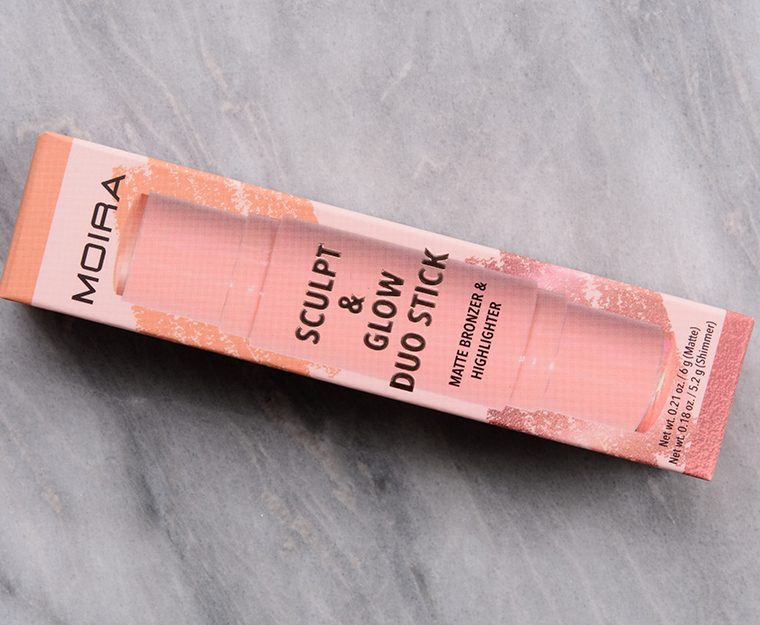 MOIRA
SCULPT
&
GLOW
DUO STICK
MATTE BRONZER &
HIGHLIGHTER
Net wt. 0.21 oz. / 6 g (Matte)
Net wt. 0.18 oz. / 5.2 g (Shimmer)